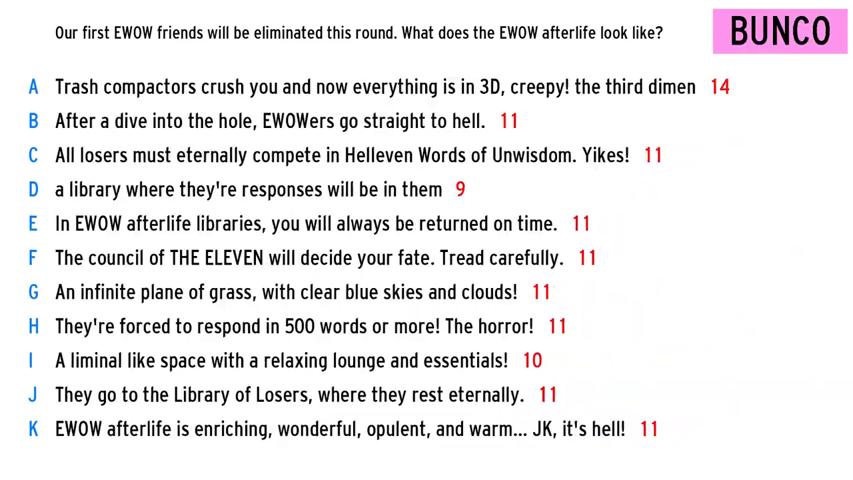 Our first EWOW friends will be eliminated this round. What does the EWOW afterlife look like?
BUNCO
A Trash compactors crush you and now everything is in 3D, creepy! the third dimen 14
B After a dive into the hole, EWOWers go straight to hell. 11
C All losers must eternally compete in Helleven Words of Unwisdom. Yikes! 11
D a library where they're responses will be in them 9
E In EWOW afterlife libraries, you will always be returned on time. 11
F The council of THE ELEVEN will decide your fate. Tread carefully. 11
G An infinite plane of grass, with clear blue skies and clouds! 11
H They're forced to respond in 500 words or more! The horror! 11
I A liminal like space with a relaxing lounge and essentials! 10
J They go to the Library of Losers, where they rest eternally. 11
K EWOW afterlife is enriching, wonderful, opulent, and warm... JK, it's hell! 11